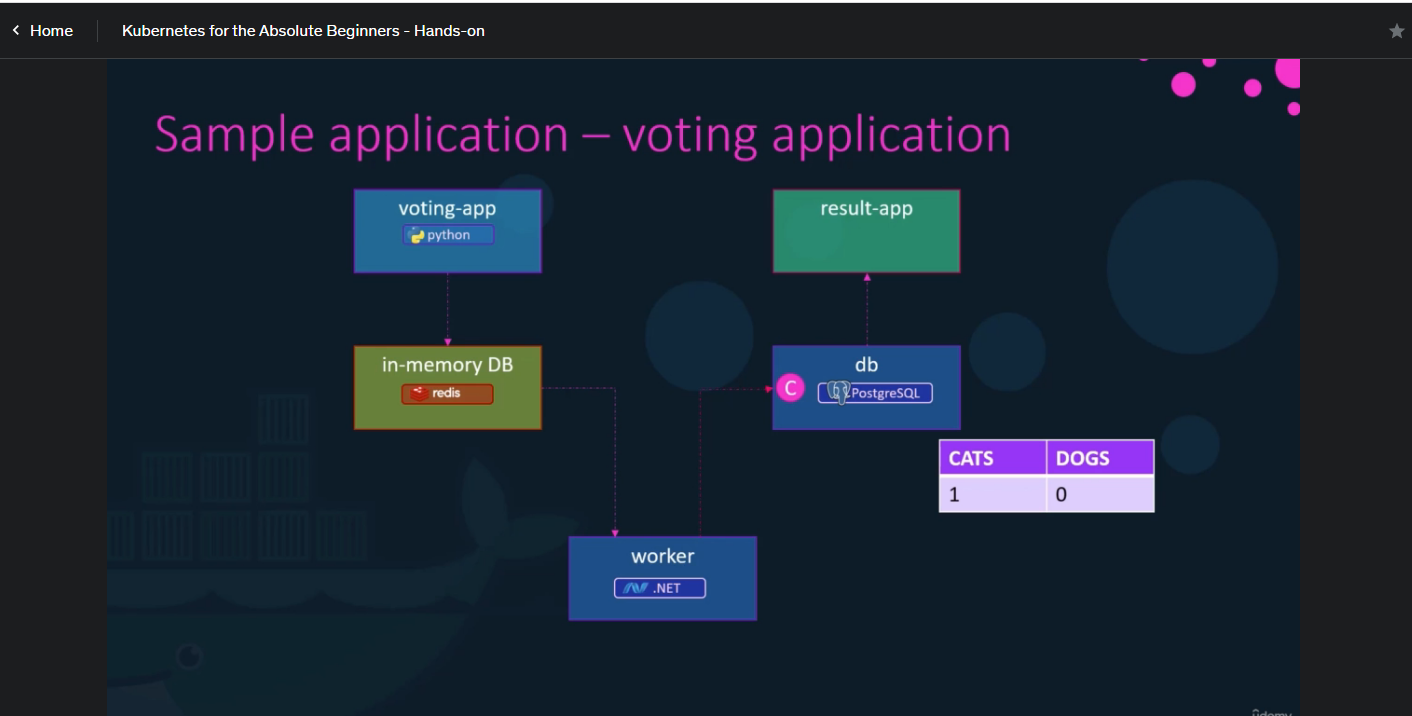 Home
Kubernetes for the Absolute Beginners - Hands-on
Sample application – voting application
voting-app
python
result-app
in-memory DB
redis
db
C
PostgreSQL
CATS DOGS
1 0
worker
.NET